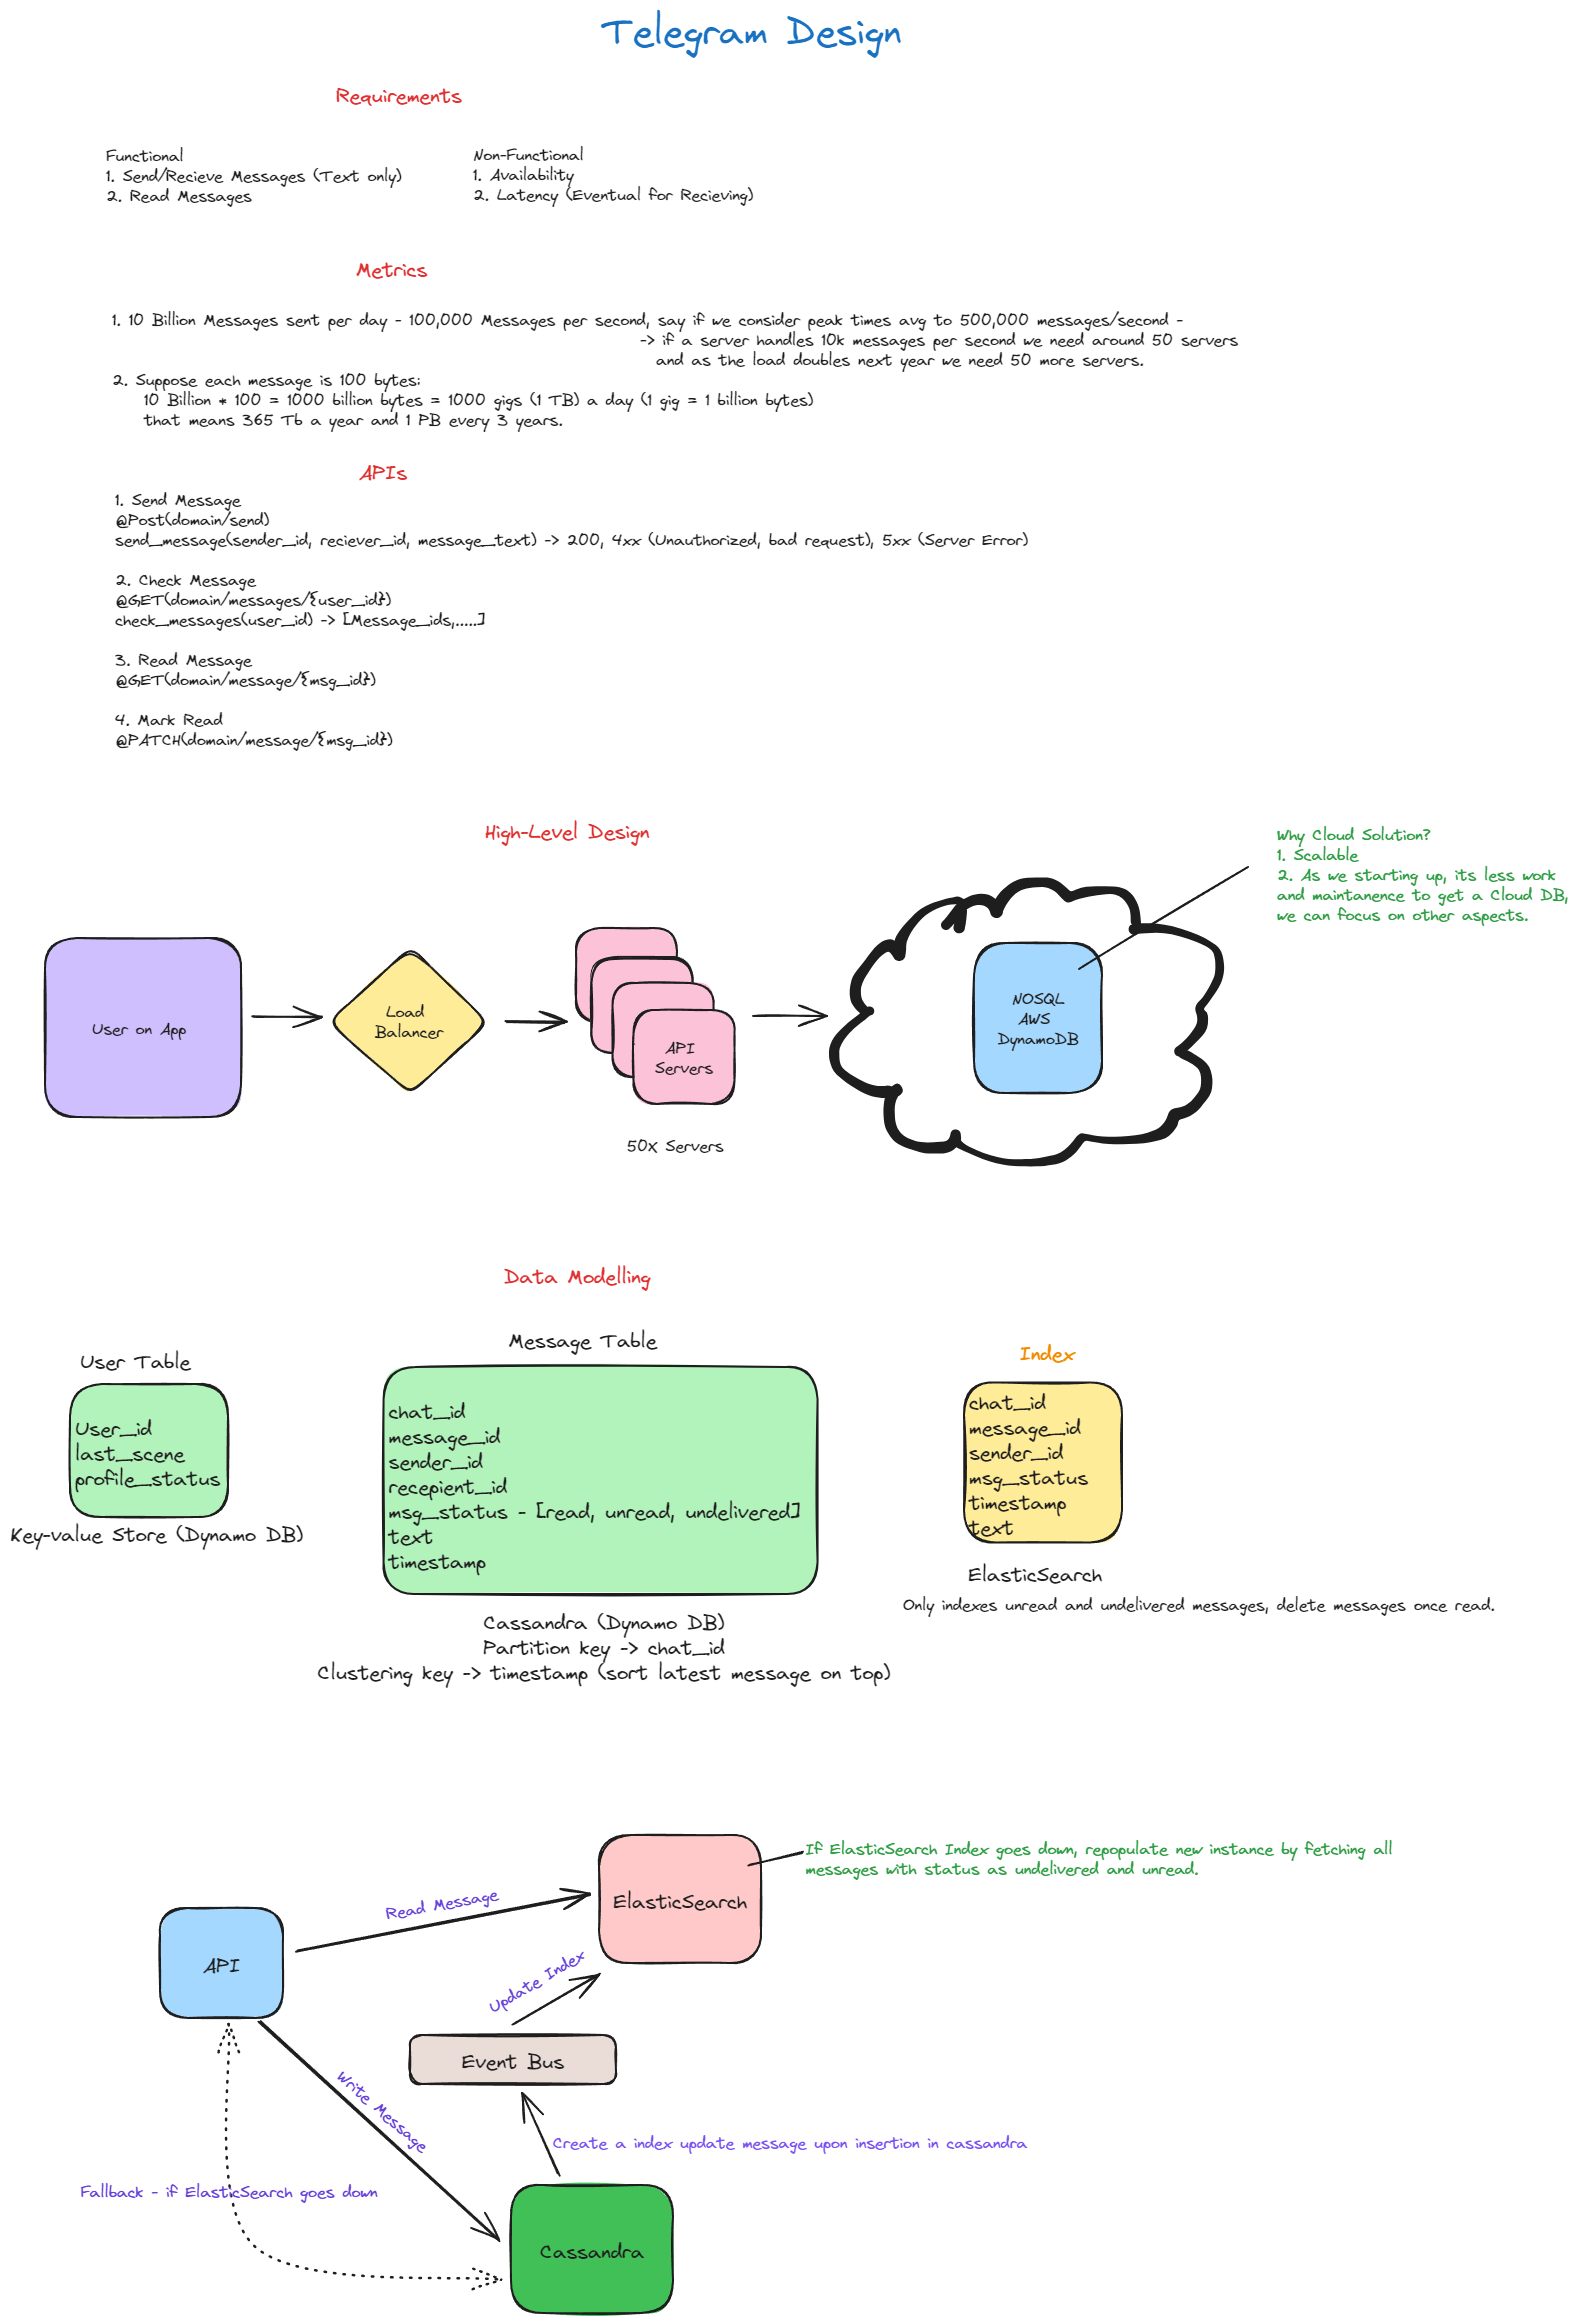 Telegram Design
Requirements
Functional
1. Send/Recieve Messages (Text only)
2. Read Messages
Non-Functional
1. Availability
2. Latency (Eventual for Recieving)
Metrics
1. 10 Billion Messages sent per day - 100,000 Messages per second, say if we consider peak times avg to 500,000 messages/second -
-> if a server handles 10k messages per second we need around 50 servers
and as the load doubles next year we need 50 more servers.
2. Suppose each message is 100 bytes:
10 Billion * 100 = 1000 billion bytes = 1000 gigs (1 TB) a day (1 gig = 1 billion bytes)
that means 365 Tb a year and 1 PB every 3 years.
APIs
1. Send Message
@Post(domain/send)
send_message(sender_id, reciever_id, message_text) -> 200, 4xx (Unauthorized, bad request), 5xx (Server Error)
2. Check Message
@GET(domain/messages/{user_id})
check_messages(user_id) -> [Message_ids,.....]
3. Read Message
@GET(domain/message/{msg_id})
4. Mark Read
@PATCH(domain/message/{msg_id})
High-Level Design
Why Cloud Solution?
1. Scalable
2. As we starting up, its less work
and maintanence to get a Cloud DB,
we can focus on other aspects.
User on App
Load
Balancer
API
Servers
50X Servers
NOSQL
AWS
DynamoDB
Data Modelling
User Table
User_id
last_scene
profile_status
Key-value Store (Dynamo DB)
Message Table
chat_id
message_id
sender_id
recepient_id
msg_status - [read, unread, undelivered]
text
timestamp
Cassandra (Dynamo DB)
Partition key -> chat_id
Clustering key -> timestamp (sort latest message on top)
Index
chat_id
message_id
sender_id
msg_status
timestamp
text
ElasticSearch
Only indexes unread and undelivered messages, delete messages once read.
If ElasticSearch Index goes down, repopulate new instance by fetching all
messages with status as undelivered and unread.
ElasticSearch
Read Message
API
Update Index
Event Bus
Write Message
Create a index update message upon insertion in cassandra
Fallback - if ElasticSearch goes down
Cassandra